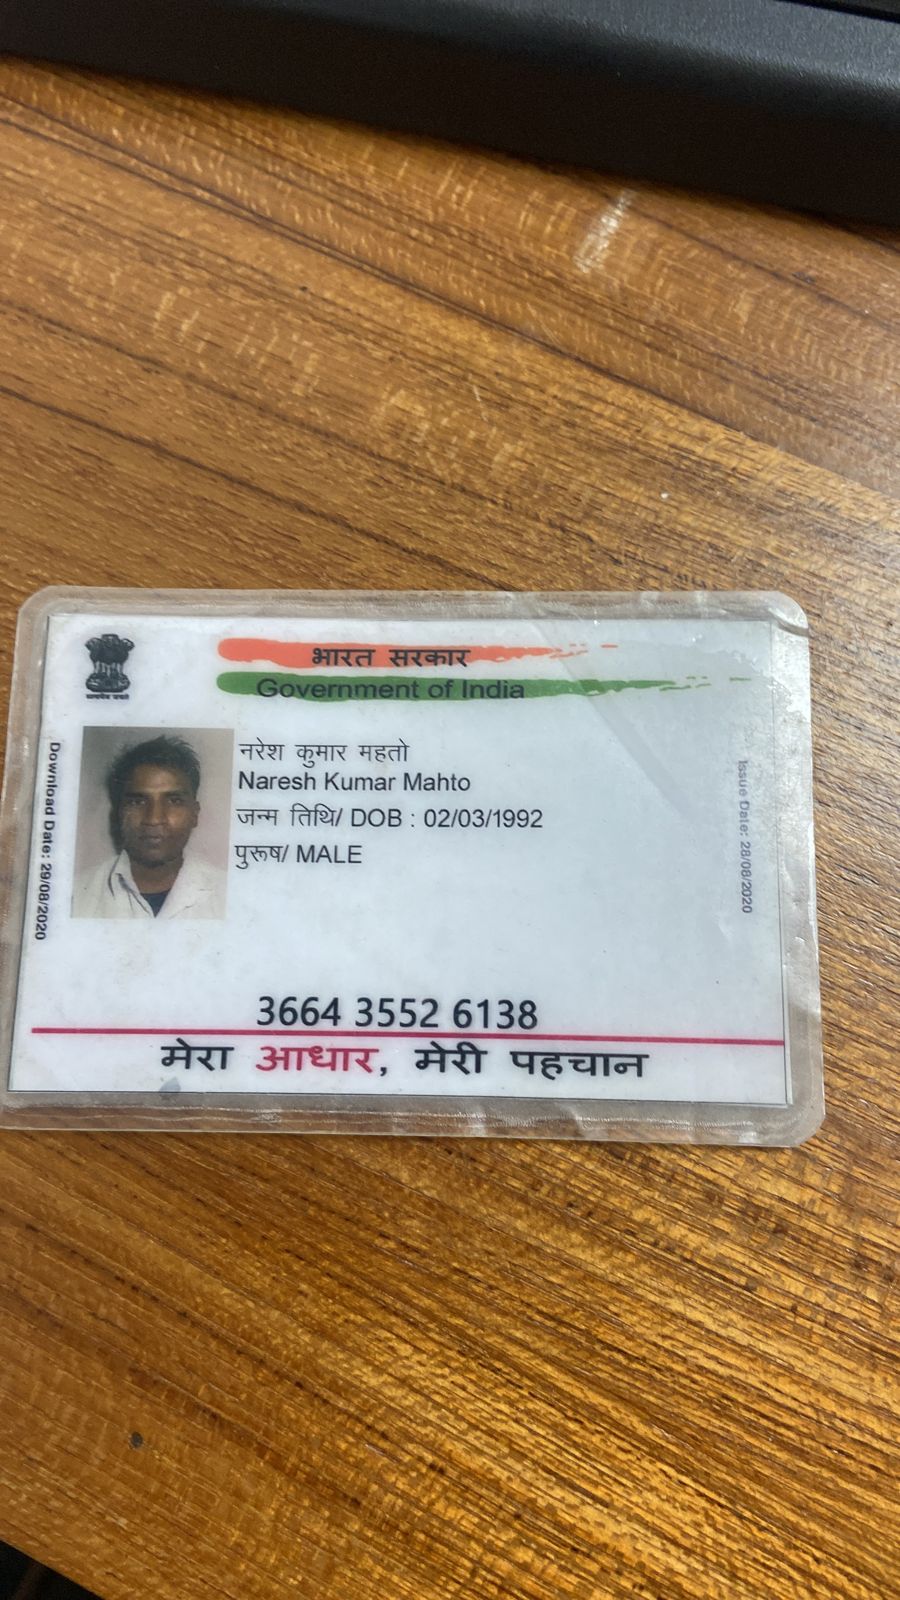 भारत सरकार
Government of India
नरेश कुमार महतो
Naresh Kumar Mahto
जन्म तिथि/ DOB : 02/03/1992
पुरूष/ MALE
Download Date: 29/08/2020
Issue Date: 28/08/2020
3664 3552 6138
मेरा आधार, मेरी पहचान